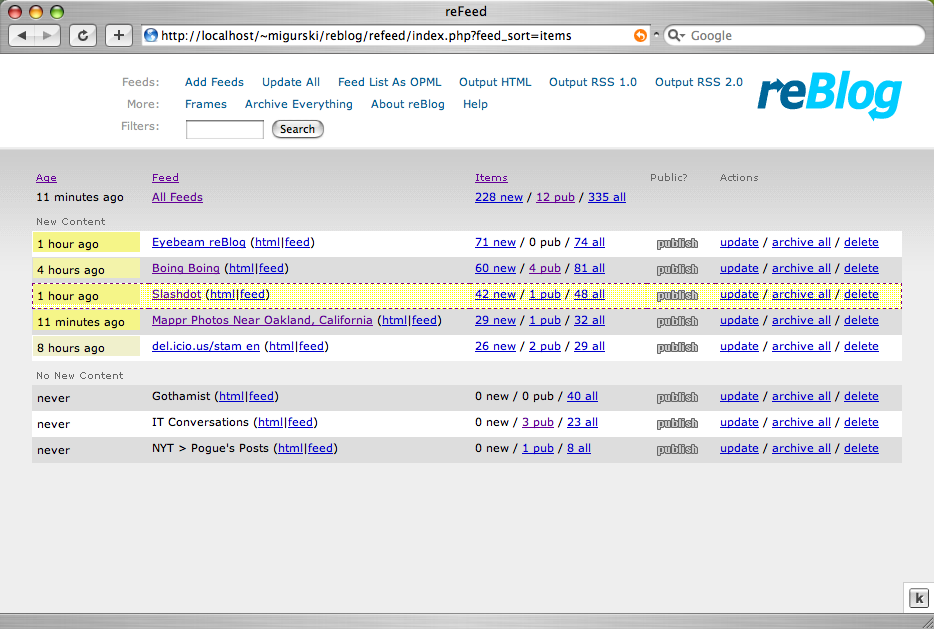 reFeed
http://localhost/~migurski/reblog/refeed/index.php?feed_sort=items
Google
Feeds: Add Feeds Update All Feed List As OPML Output HTML Output RSS 1.0 Output RSS 2.0
reBlog
More: Frames Archive Everything About reBlog Help
Filters: Search
Age Feed Items Public? Actions
11 minutes ago All Feeds 228 new / 12 pub / 335 all
New Content
1 hour ago Eyebeam reBlog (html|feed) 71 new / 0 pub / 74 all publish update / archive all / delete
4 hours ago Boing Boing (html|feed) 60 new / 4 pub / 81 all publish update / archive all / delete
1 hour ago Slashdot (html|feed) 42 new / 1 pub / 48 all publish update / archive all / delete
11 minutes ago Mappr Photos Near Oakland, California (html|feed) 29 new / 1 pub / 32 all publish update / archive all / delete
8 hours ago del.icio.us/stam en (html|feed) 26 new / 2 pub / 29 all publish update / archive all / delete
No New Content
never Gothamist (html|feed) 0 new / 0 pub / 40 all publish update / archive all / delete
never IT Conversations (html|feed) 0 new / 3 pub / 23 all publish update / archive all / delete
never NYT > Pogue's Posts (html|feed) 0 new / 1 pub / 8 all publish update / archive all / delete
k